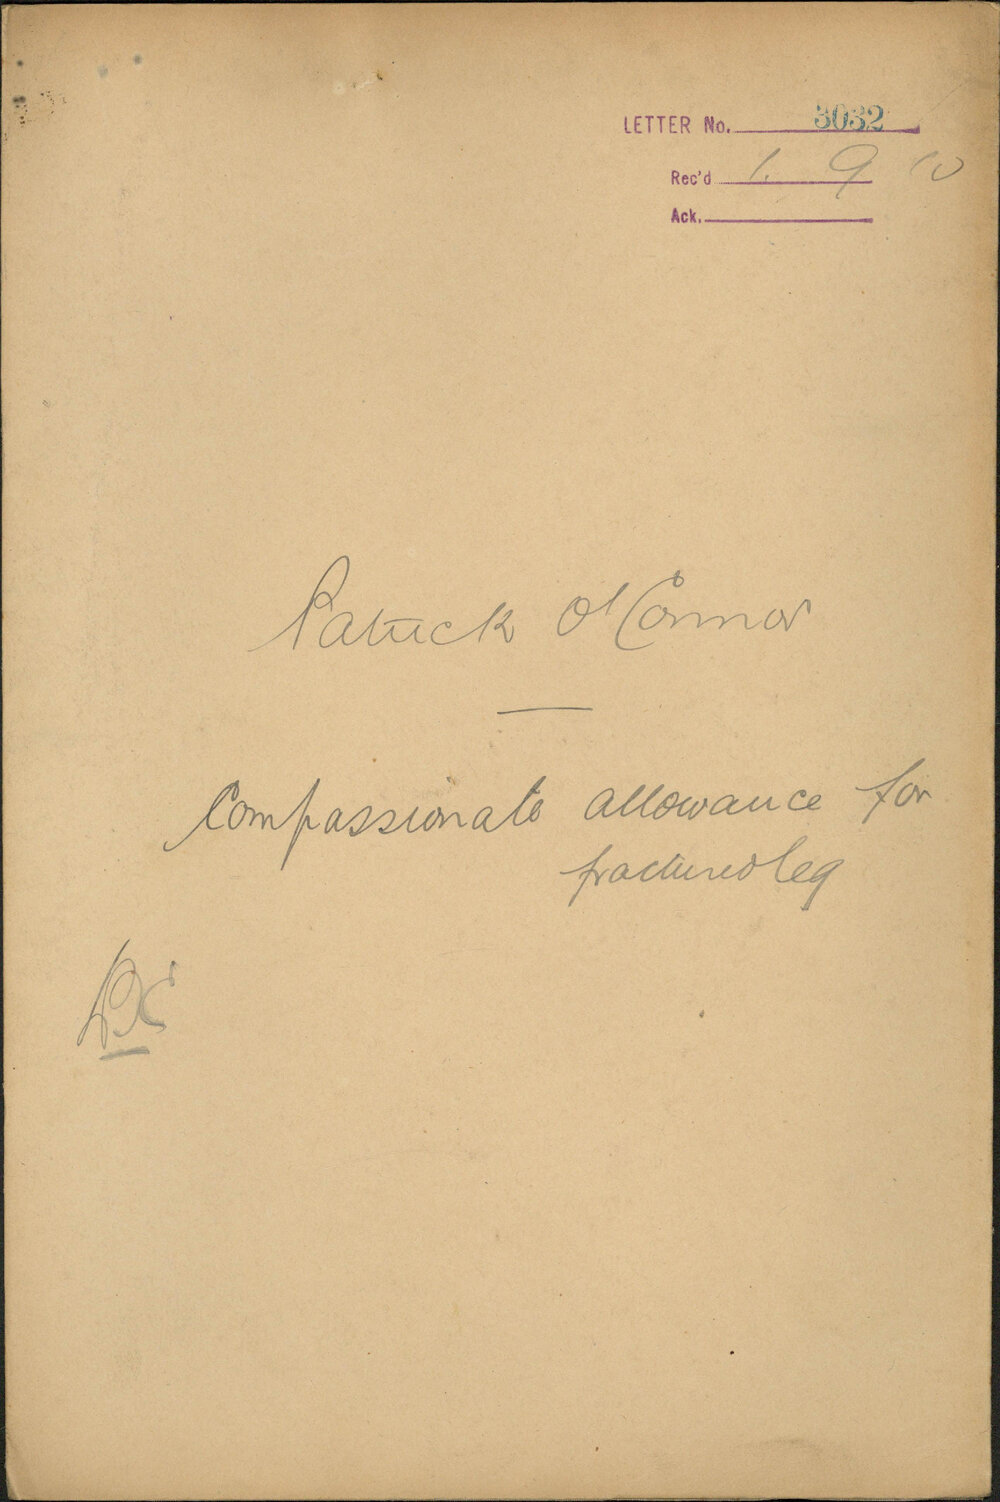 LETTER No. 3032
Rec'd 1. 9 10
Ack.
Patrick O'Connor
Compassionate allowance for
fractured leg